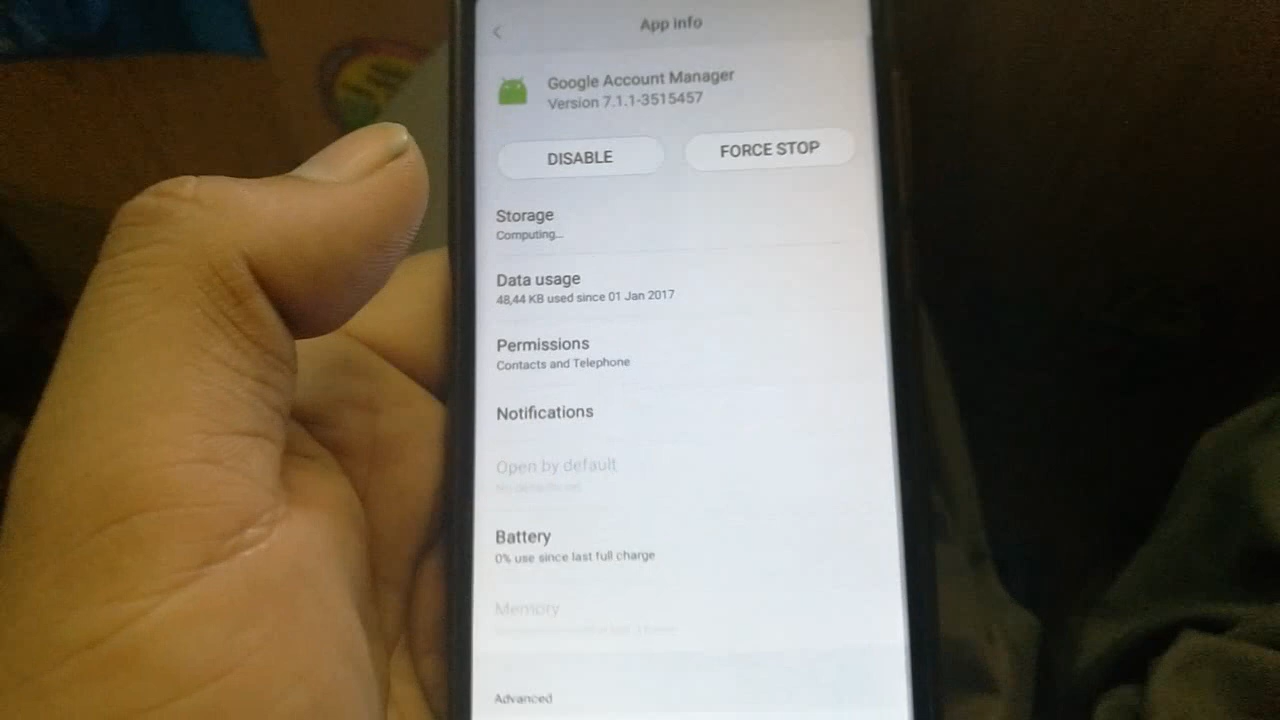 App info
Google Account Manager
Version 7.1.1-3515457
DISABLE
FORCE STOP
Storage
Computing...
Data usage
48,44 KB used since 01 Jan 2017
Permissions
Contacts and Telephone
Notifications
Open by default
Battery
0% use since last full charge
Memory
Advanced